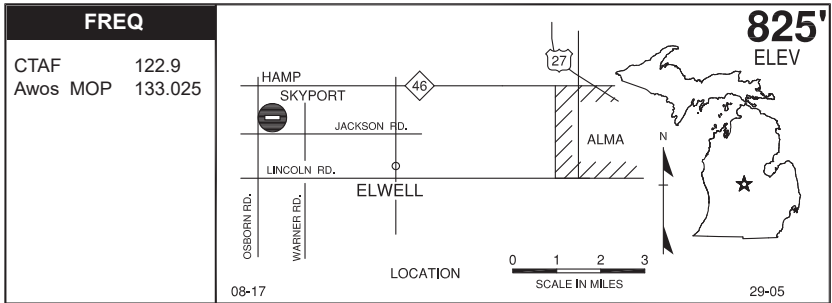 FREQ
CTAF 122.9
Awos MOP 133.025
825'
ELEV
27
HAMP
SKYPORT
46
JACKSON RD.
ALMA
N
LINCOLN RD.
ELWELL
OSBORN RD.
WARNER RD.
LOCATION
0 1 2 3
SCALE IN MILES
08-17
29-05